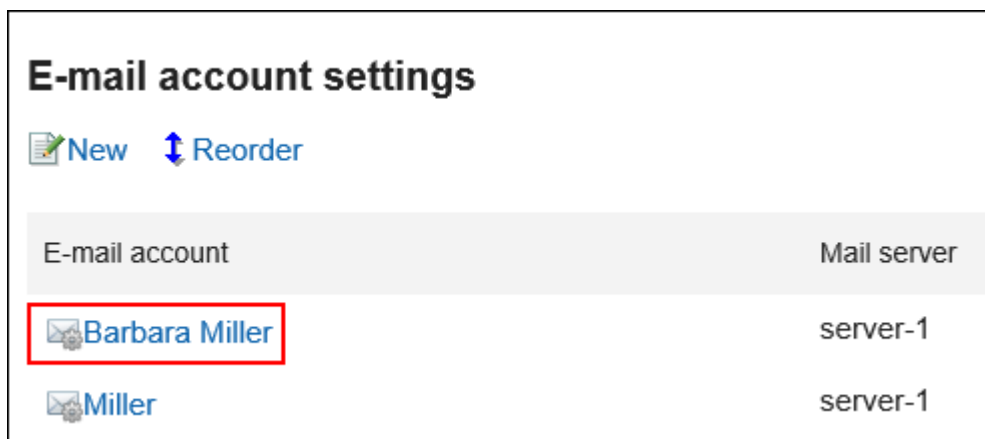 E-mail account settings
New Reorder
E-mail account Mail server
Barbara Miller server-1
Miller server-1